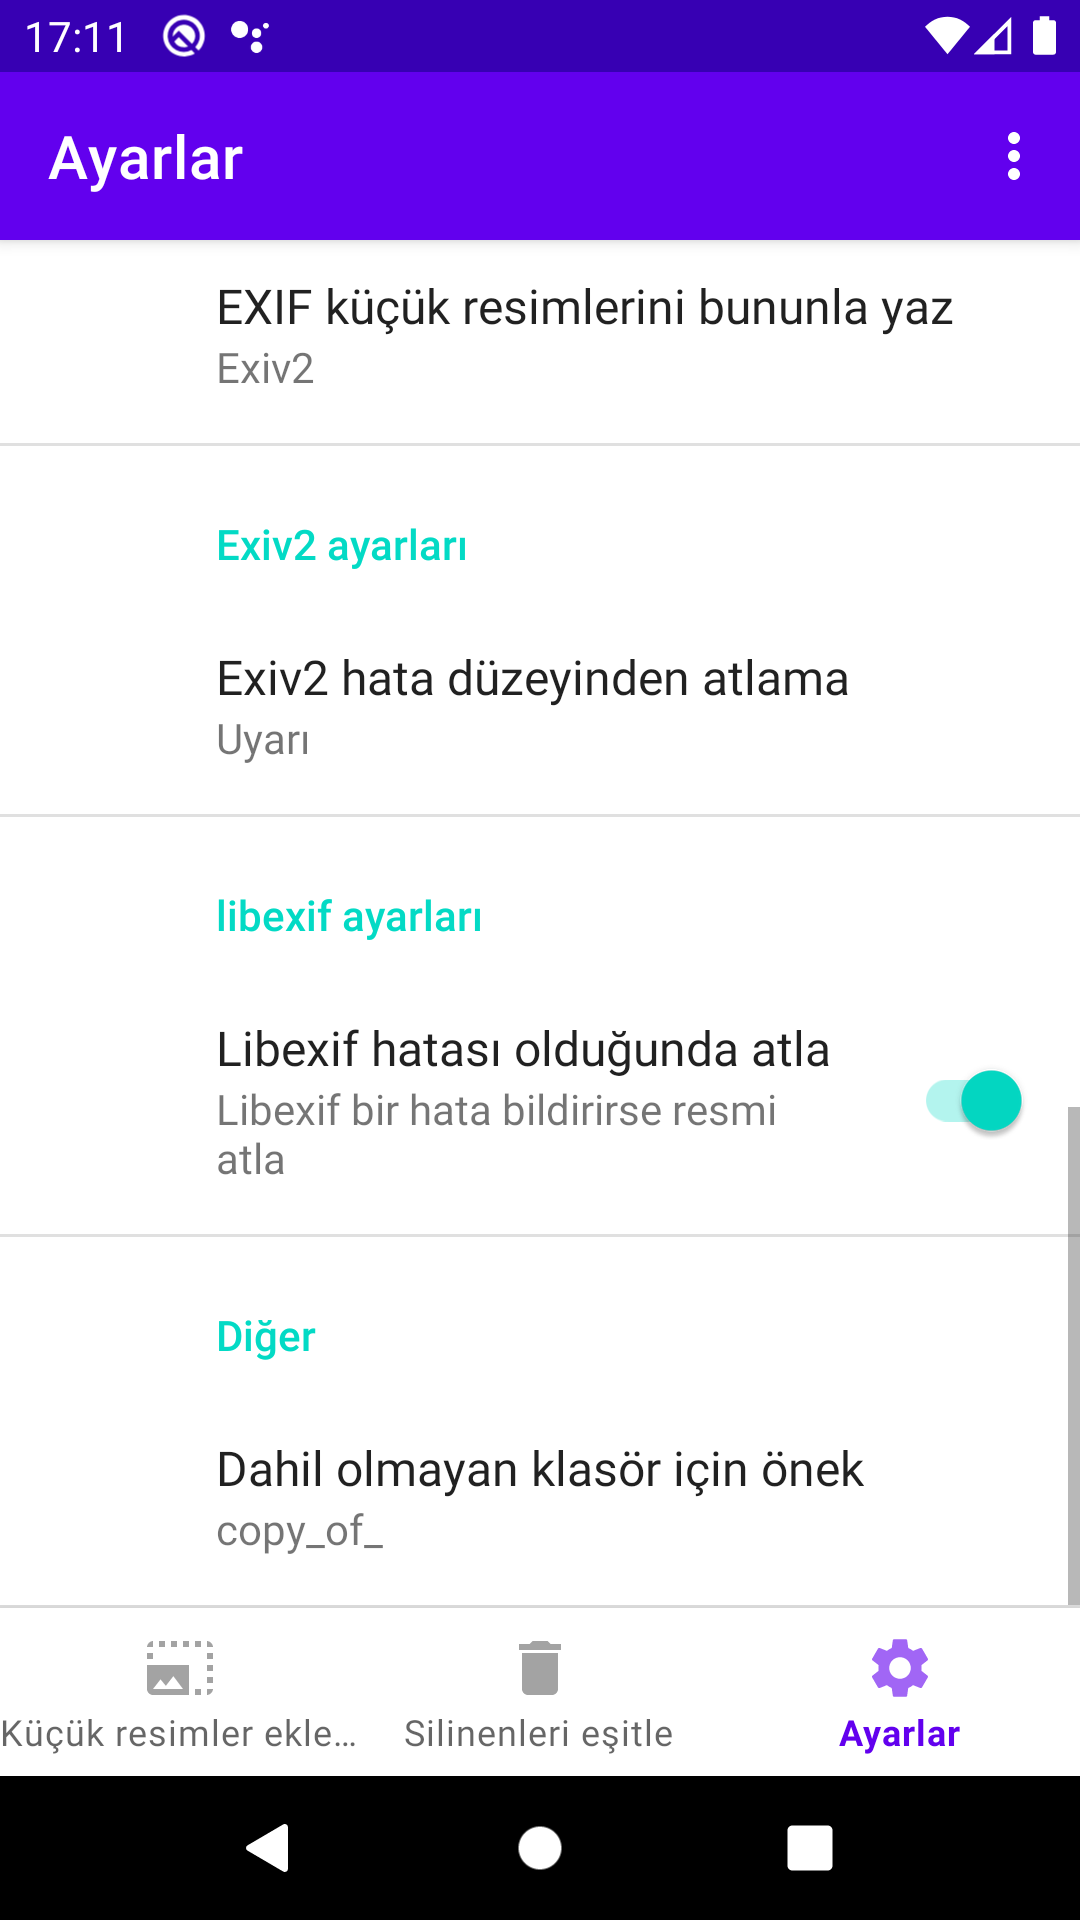 17:11
Ayarlar
EXIF küçük resimlerini bununla yaz
Exiv2
Exiv2 ayarları
Exiv2 hata düzeyinden atlama
Uyarı
libexif ayarları
Libexif hatası olduğunda atla
Libexif bir hata bildirirse resmi
atla
Diğer
Dahil olmayan klasör için önek
copy_of_
Küçük resimler ekle…
Silinenleri eşitle
Ayarlar